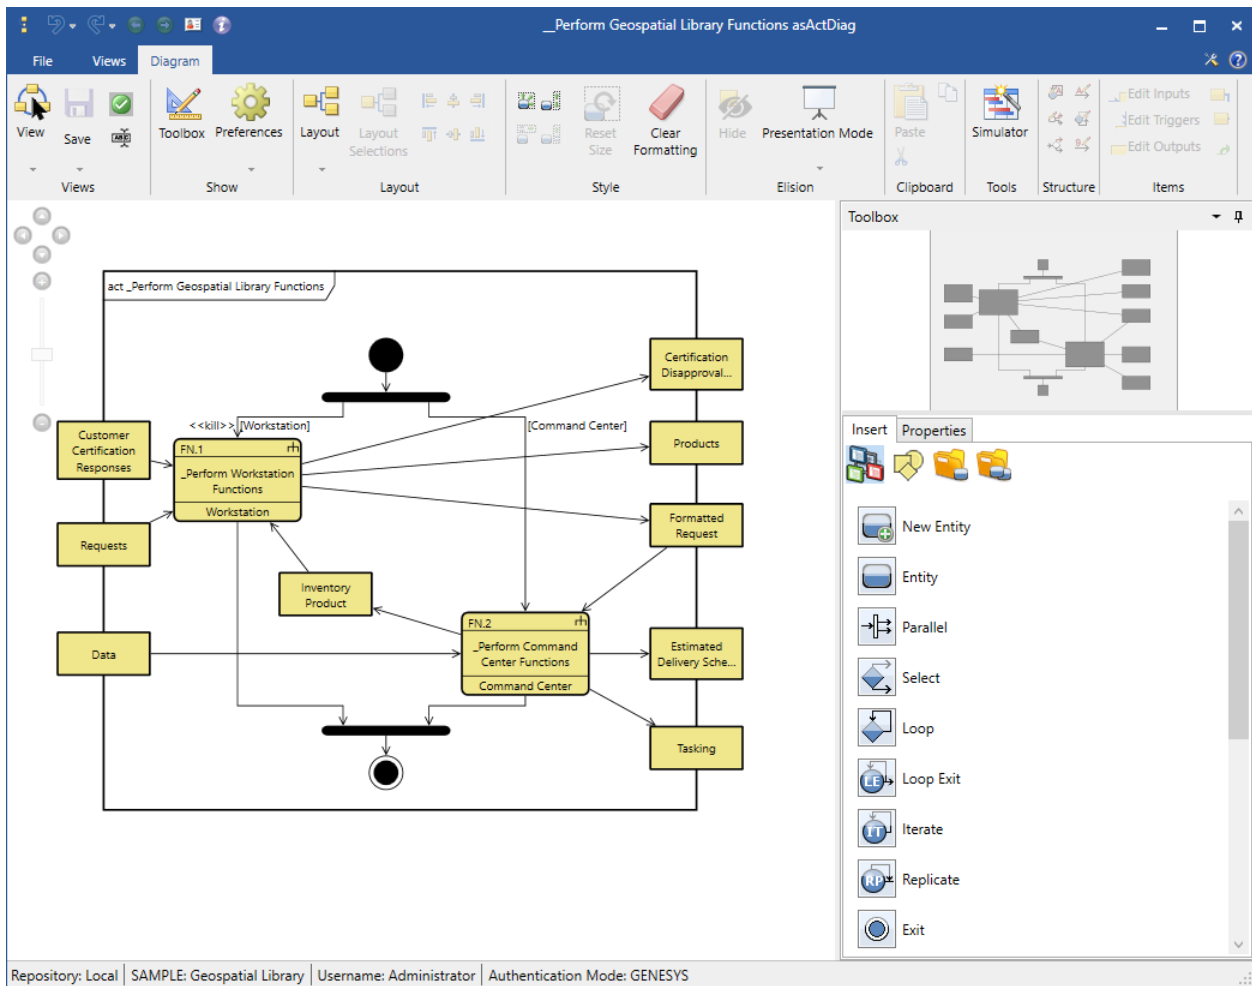 __Perform Geospatial Library Functions asActDiag
File Views Diagram
View
Save
Toolbox
Preferences
Layout
Layout
Selections
Reset
Size
Clear
Formatting
Hide
Presentation Mode
Paste
Simulator
Edit Inputs
Edit Triggers
Edit Outputs
Views Show Layout Style Elision Clipboard Tools Structure Items
Toolbox
act _Perform Geospatial Library Functions
Certification
Disapproval...
<<kill>> [Workstation]
[Command Center]
Customer
Certification
Responses
FN.1
_Perform Workstation
Functions
Workstation
Products
Formatted
Request
Requests
Inventory
Product
FN.2
_Perform Command
Center Functions
Command Center
Data
Estimated
Delivery Sche...
Tasking
Insert Properties
New Entity
Entity
Parallel
Select
Loop
LE Loop Exit
IT Iterate
RP Replicate
Exit
Repository: Local SAMPLE: Geospatial Library Username: Administrator Authentication Mode: GENESYS